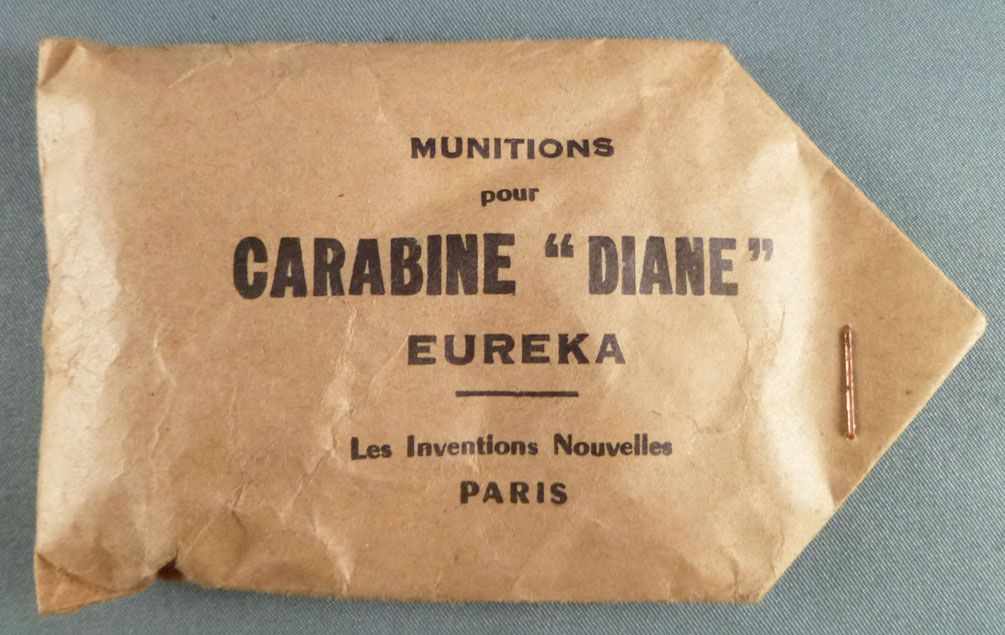 MUNITIONS
pour
CARABINE “DIANE”
EUREKA
Les Inventions Nouvelles
PARIS